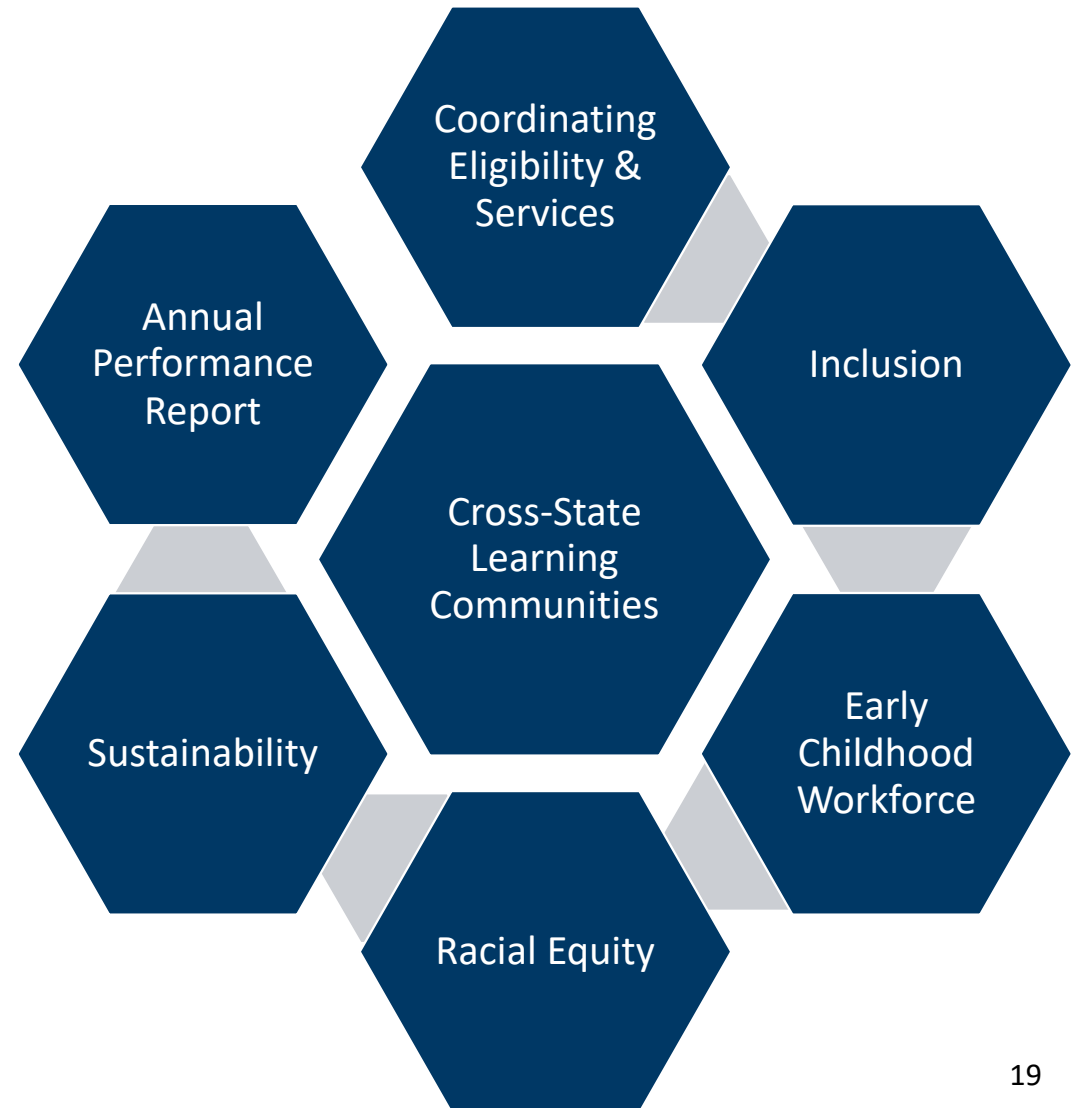 Coordinating
Eligibility &
Services
Annual
Performance
Report
Inclusion
Cross-State
Learning
Communities
Sustainability
Early
Childhood
Workforce
Racial Equity
19